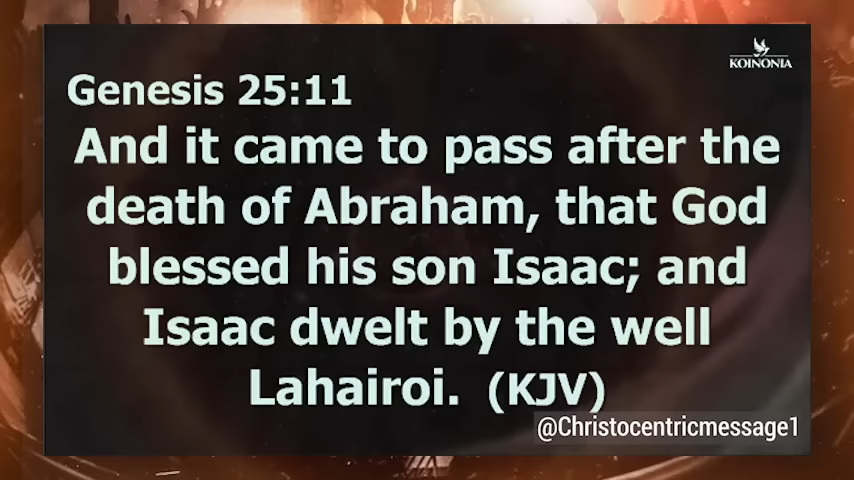 KOINONIA
Genesis 25:11
And it came to pass after the
death of Abraham, that God
blessed his son Isaac; and
Isaac dwelt by the well
Lahairoi. (KJV)
@Christocentricmessage1